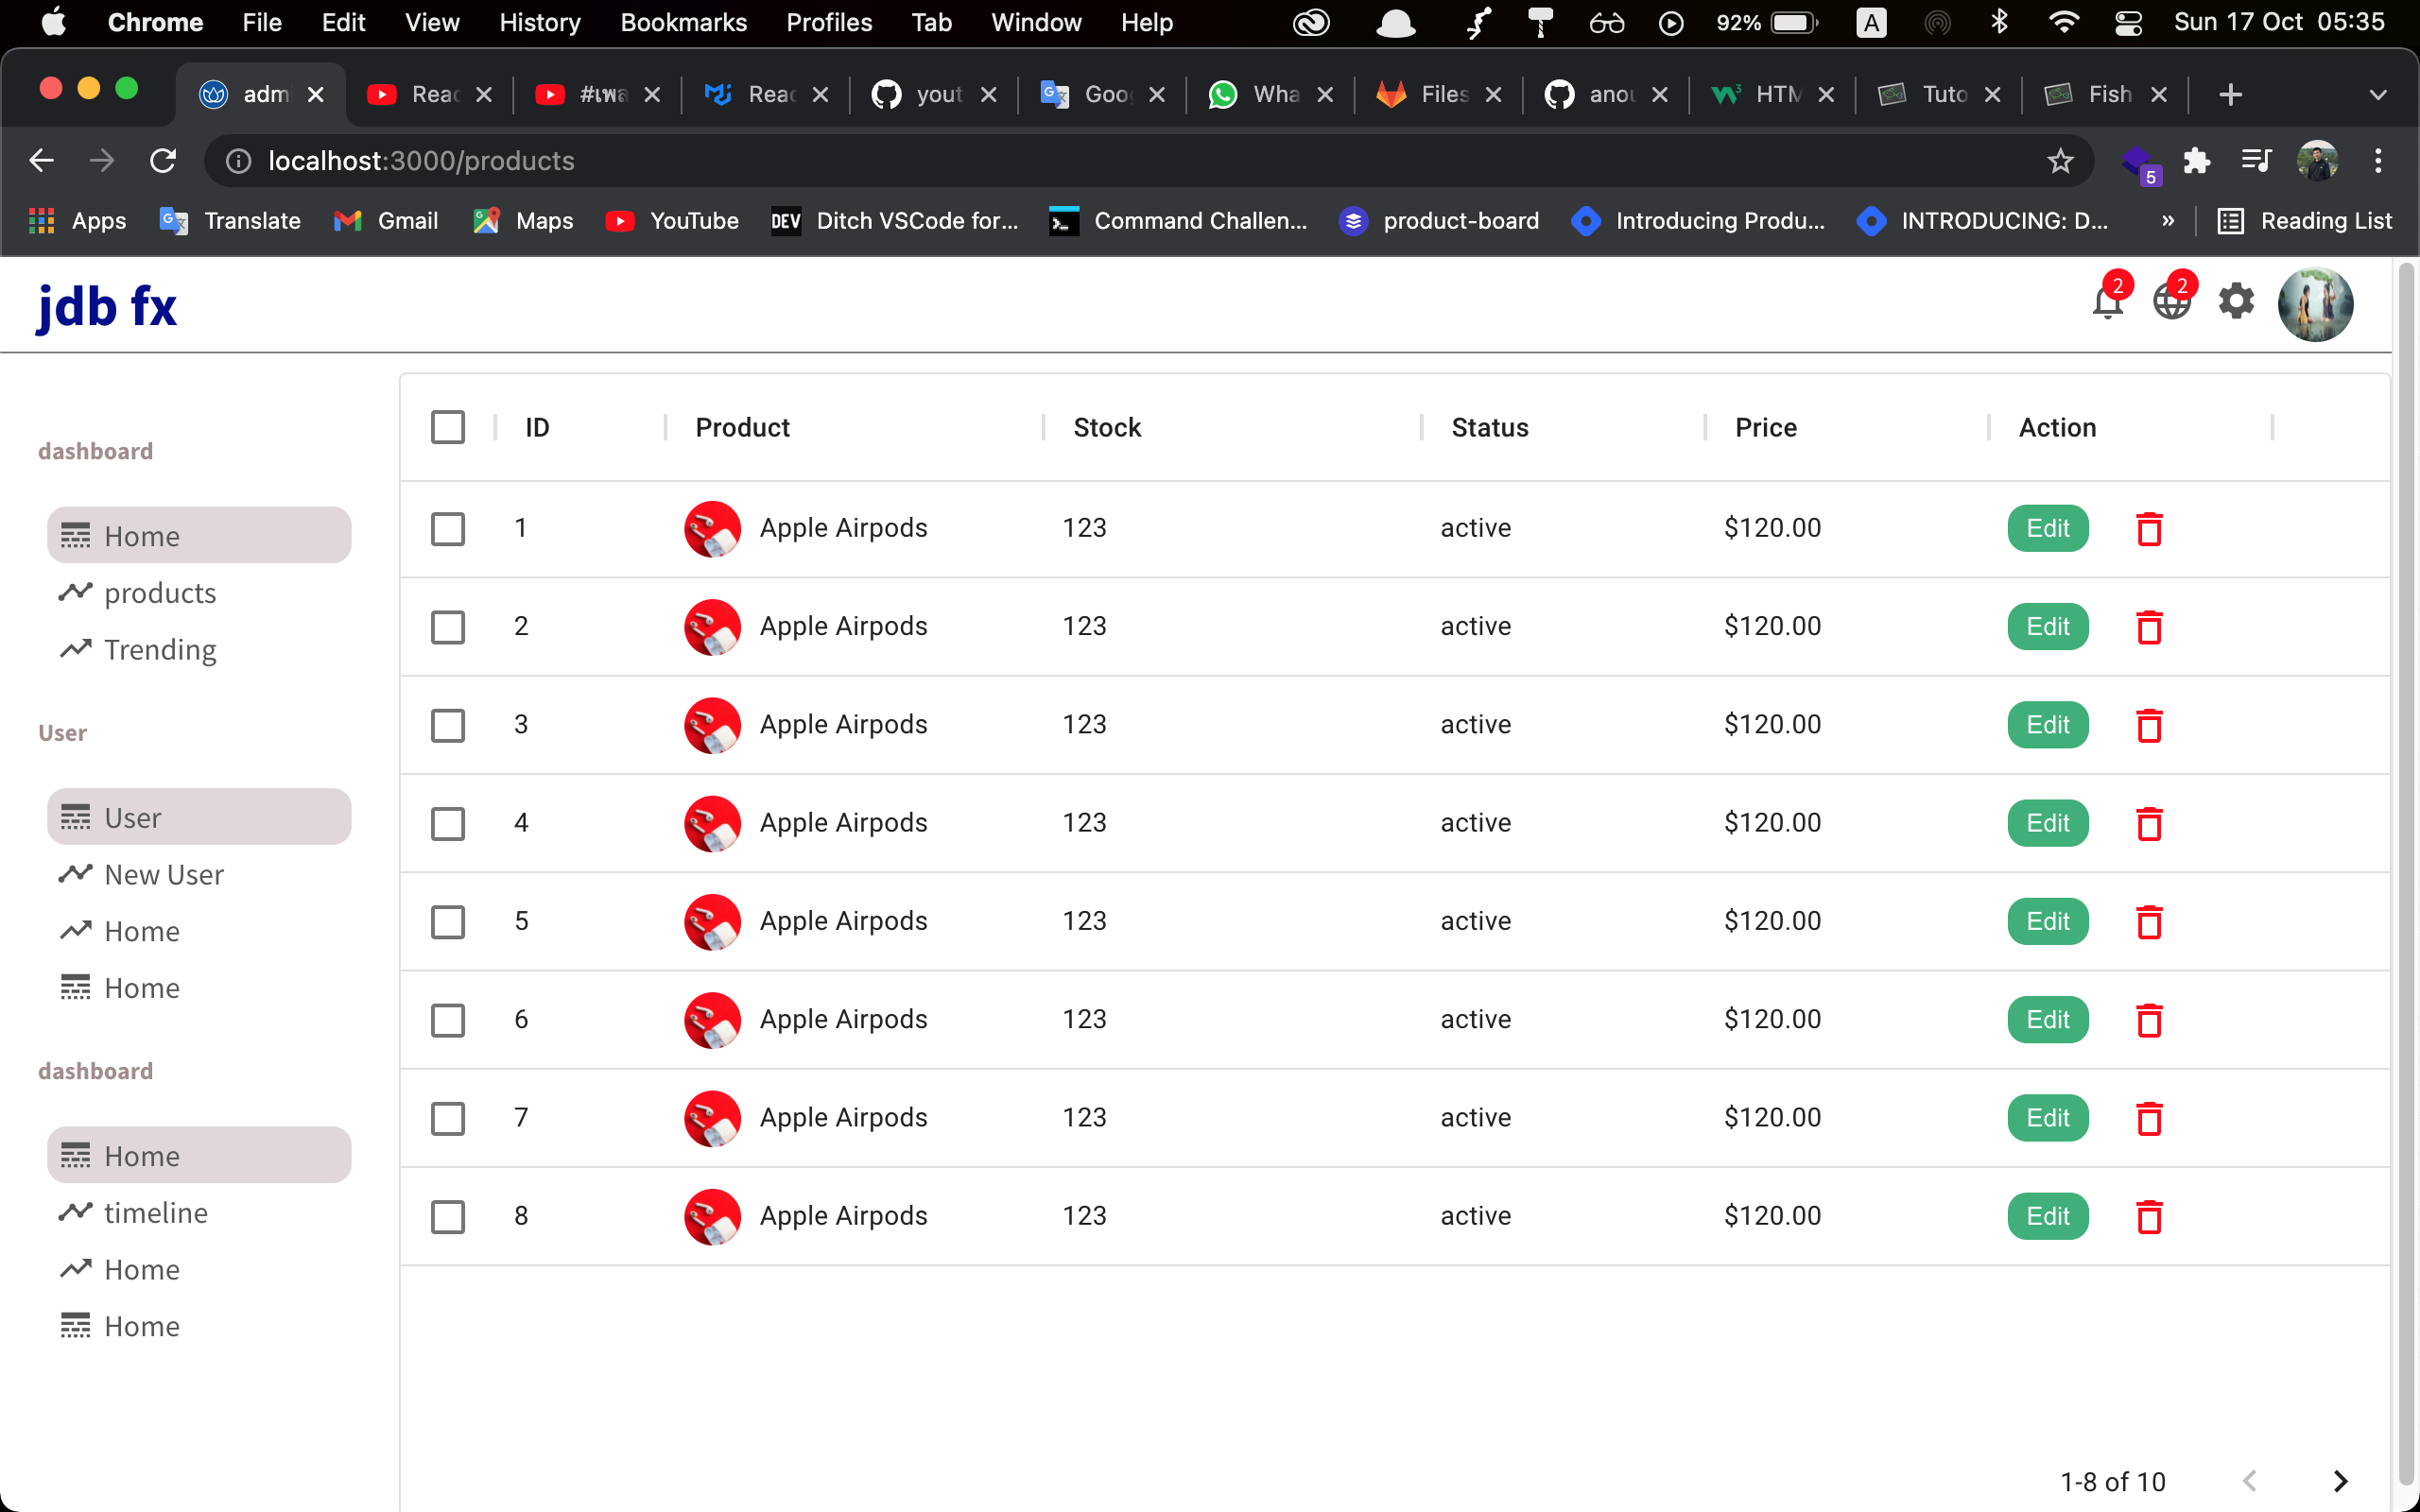 Chrome File Edit View History Bookmarks Profiles Tab Window Help 92% A Sun 17 Oct 05:35
adm Reac #เพล Reac yout Goo Wha Files anou HTM Tuto Fish
localhost:3000/products 5
Apps Translate Gmail Maps YouTube DEV Ditch VSCode for... Command Challen... product-board Introducing Produ... INTRODUCING: D... » Reading List
jdb fx 2 2
dashboard
Home
products
Trending
User
User
New User
Home
Home
dashboard
Home
timeline
Home
Home
ID Product Stock Status Price Action
1 Apple Airpods 123 active $120.00 Edit
2 Apple Airpods 123 active $120.00 Edit
3 Apple Airpods 123 active $120.00 Edit
4 Apple Airpods 123 active $120.00 Edit
5 Apple Airpods 123 active $120.00 Edit
6 Apple Airpods 123 active $120.00 Edit
7 Apple Airpods 123 active $120.00 Edit
8 Apple Airpods 123 active $120.00 Edit
1-8 of 10